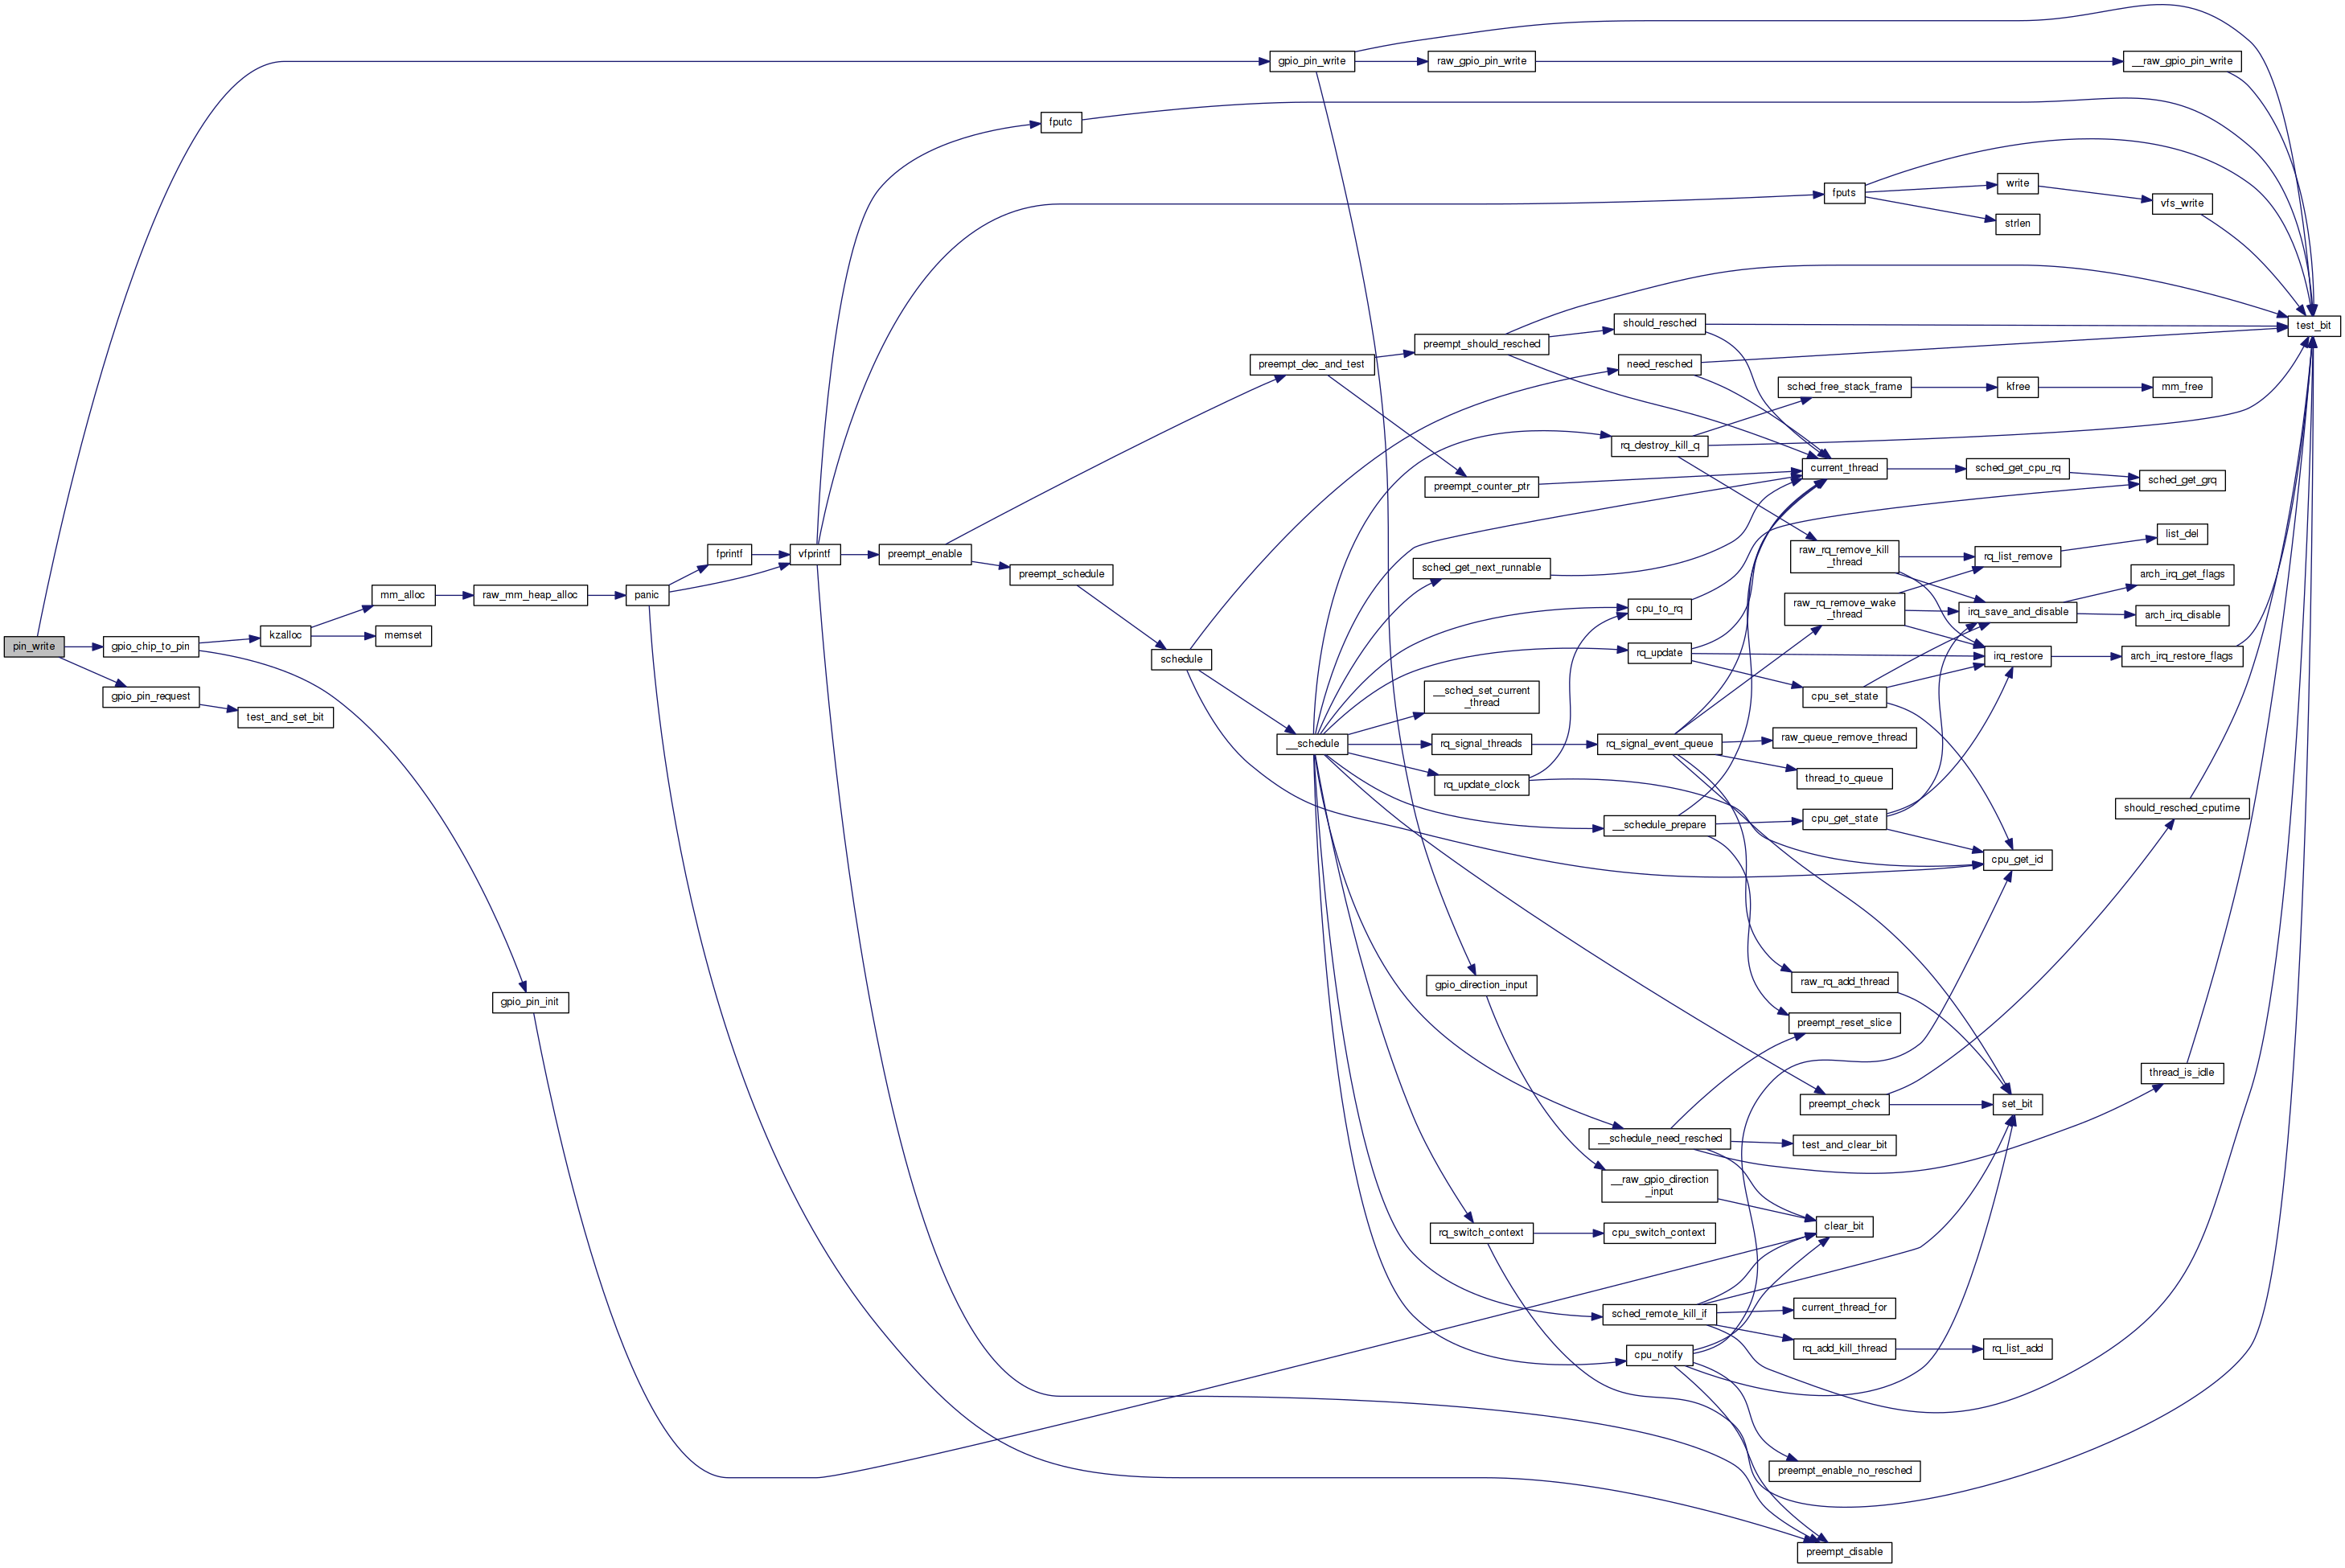 pin_write
gpio_chip_to_pin
gpio_pin_request
kzalloc
test_and_set_bit
mm_alloc
memset
raw_mm_heap_alloc
gpio_pin_init
panic
fprintf
vfprintf
preempt_enable
preempt_schedule
fputc
schedule
gpio_pin_write
preempt_dec_and_test
__schedule
raw_gpio_pin_write
preempt_should_resched
preempt_counter_ptr
sched_get_next_runnable
__sched_set_current
_thread
rq_signal_threads
rq_update_clock
gpio_direction_input
rq_switch_context
should_resched
need_resched
rq_destroy_kill_q
cpu_to_rq
rq_update
rq_signal_event_queue
__schedule_prepare
__schedule_need_resched
__raw_gpio_direction
_input
cpu_switch_context
sched_remote_kill_if
cpu_notify
fputs
sched_free_stack_frame
current_thread
raw_rq_remove_kill
_thread
raw_rq_remove_wake
_thread
cpu_set_state
raw_queue_remove_thread
thread_to_queue
cpu_get_state
raw_rq_add_thread
preempt_reset_slice
preempt_check
test_and_clear_bit
clear_bit
current_thread_for
rq_add_kill_thread
preempt_enable_no_resched
preempt_disable
write
strlen
kfree
sched_get_cpu_rq
rq_list_remove
irq_save_and_disable
irq_restore
cpu_get_id
set_bit
rq_list_add
__raw_gpio_pin_write
vfs_write
mm_free
sched_get_grq
list_del
arch_irq_get_flags
arch_irq_disable
arch_irq_restore_flags
should_resched_cputime
thread_is_idle
test_bit